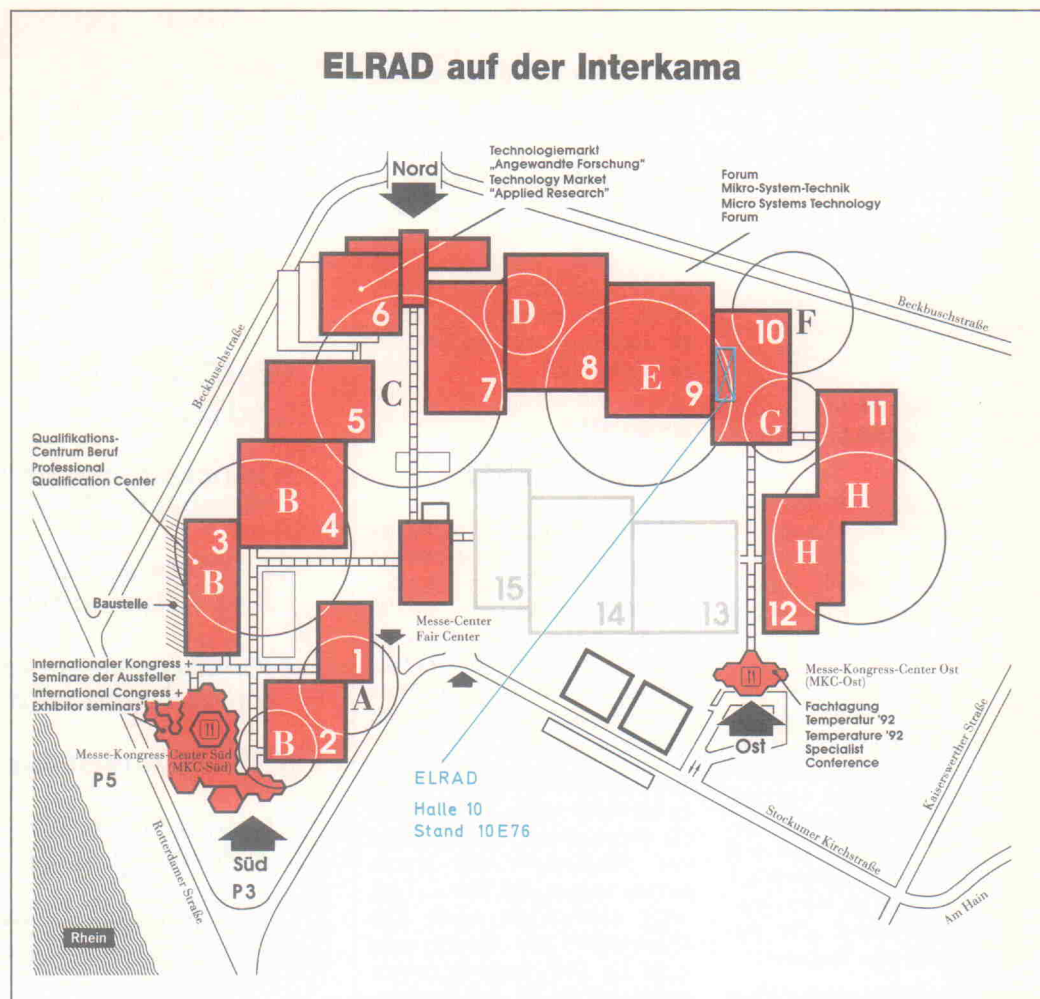 ELRAD auf der Interkama
Technologiemarkt
„Angewandte Forschung“
Technology Market
“Applied Research”
Nord
Forum
Mikro-System-Technik
Micro Systems Technology
Forum
Beckbuschstraße
Beckbuschstraße
6
D
C
7
8
E
9
10
F
G
11
5
H
H
12
Qualifikations-
Centrum Beruf
Professional
Qualification Center
B
4
3
B
Baustelle
15
14
13
Messe-Center
Fair Center
1
A
B
2
Internationaler Kongress +
Seminare der Aussteller
International Congress +
Exhibitor seminars
Messe-Kongress-Center Süd
(MKC-Süd)
P5
Süd
P3
Rotterdamer Straße
Rhein
ELRAD
Halle 10
Stand 10E76
Messe-Kongress-Center Ost
(MKC-Ost)
Fachtagung
Temperatur '92
Temperature '92
Specialist
Conference
Ost
Stockumer Kirchstraße
Kaiserswerther Straße
Am Hain